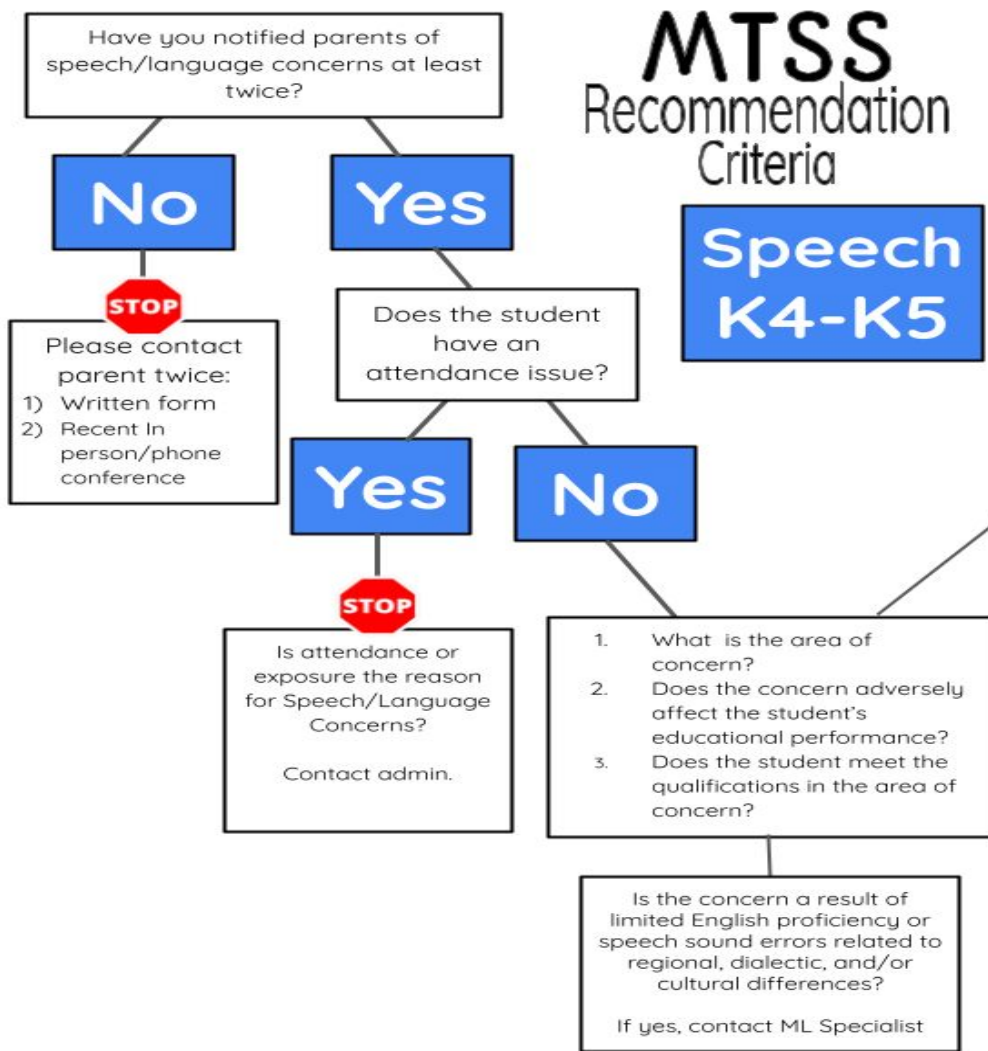 MTSS
Recommendation
Criteria
Speech
K4-K5
Have you notified parents of
speech/language concerns at least
twice?
No
Yes
STOP
Please contact
parent twice:
1) Written form
2) Recent In
person/phone
conference
Does the student
have an
attendance issue?
Yes
No
STOP
Is attendance or
exposure the reason
for Speech/Language
Concerns?
Contact admin.
1. What is the area of
concern?
2. Does the concern adversely
affect the student's
educational performance?
3. Does the student meet the
qualifications in the area of
concern?
Is the concern a result of
limited English proficiency or
speech sound errors related to
regional, dialectic, and/or
cultural differences?
If yes, contact ML Specialist